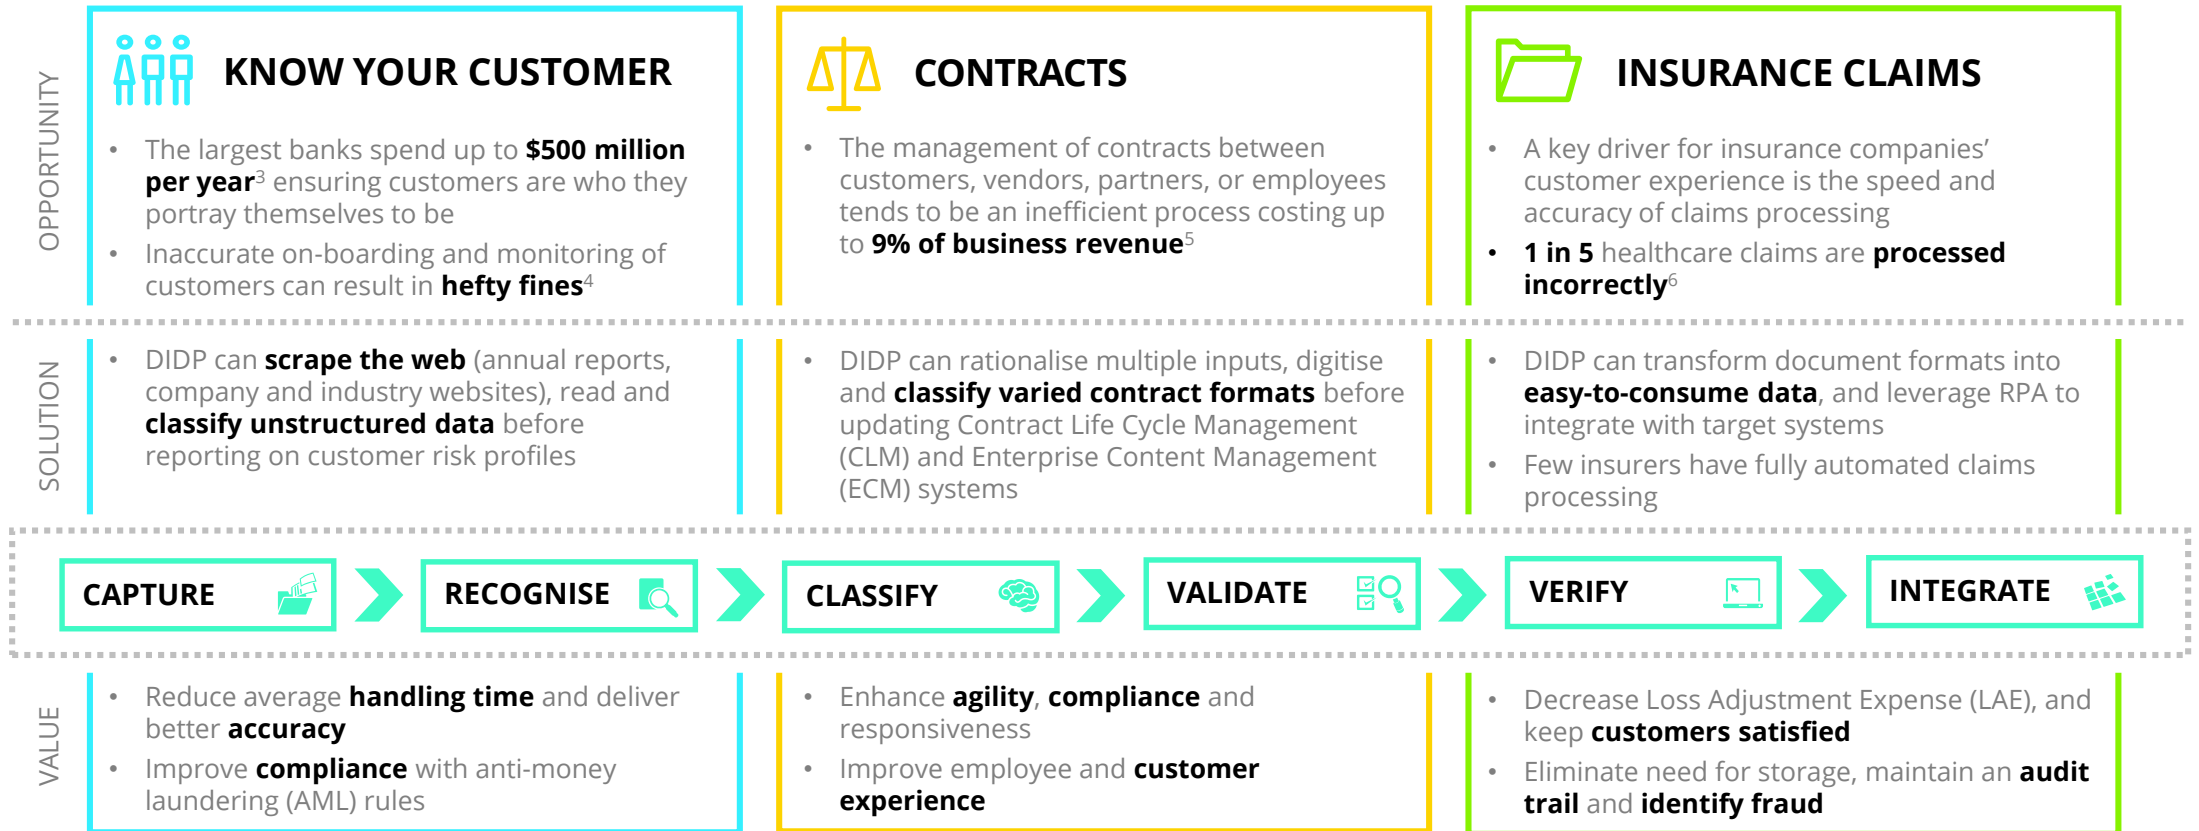 OPPORTUNITY
KNOW YOUR CUSTOMER
• The largest banks spend up to $500 million
per year3 ensuring customers are who they
portray themselves to be
• Inaccurate on-boarding and monitoring of
customers can result in hefty fines4
CONTRACTS
• The management of contracts between
customers, vendors, partners, or employees
tends to be an inefficient process costing up
to 9% of business revenue5
INSURANCE CLAIMS
• A key driver for insurance companies’
customer experience is the speed and
accuracy of claims processing
• 1 in 5 healthcare claims are processed
incorrectly6
SOLUTION
• DIDP can scrape the web (annual reports,
company and industry websites), read and
classify unstructured data before
reporting on customer risk profiles
• DIDP can rationalise multiple inputs, digitise
and classify varied contract formats before
updating Contract Life Cycle Management
(CLM) and Enterprise Content Management
(ECM) systems
• DIDP can transform document formats into
easy-to-consume data, and leverage RPA to
integrate with target systems
• Few insurers have fully automated claims
processing
CAPTURE
RECOGNISE
CLASSIFY
VALIDATE
VERIFY
INTEGRATE
VALUE
• Reduce average handling time and deliver
better accuracy
• Improve compliance with anti-money
laundering (AML) rules
• Enhance agility, compliance and
responsiveness
• Improve employee and customer
experience
• Decrease Loss Adjustment Expense (LAE), and
keep customers satisfied
• Eliminate need for storage, maintain an audit
trail and identify fraud